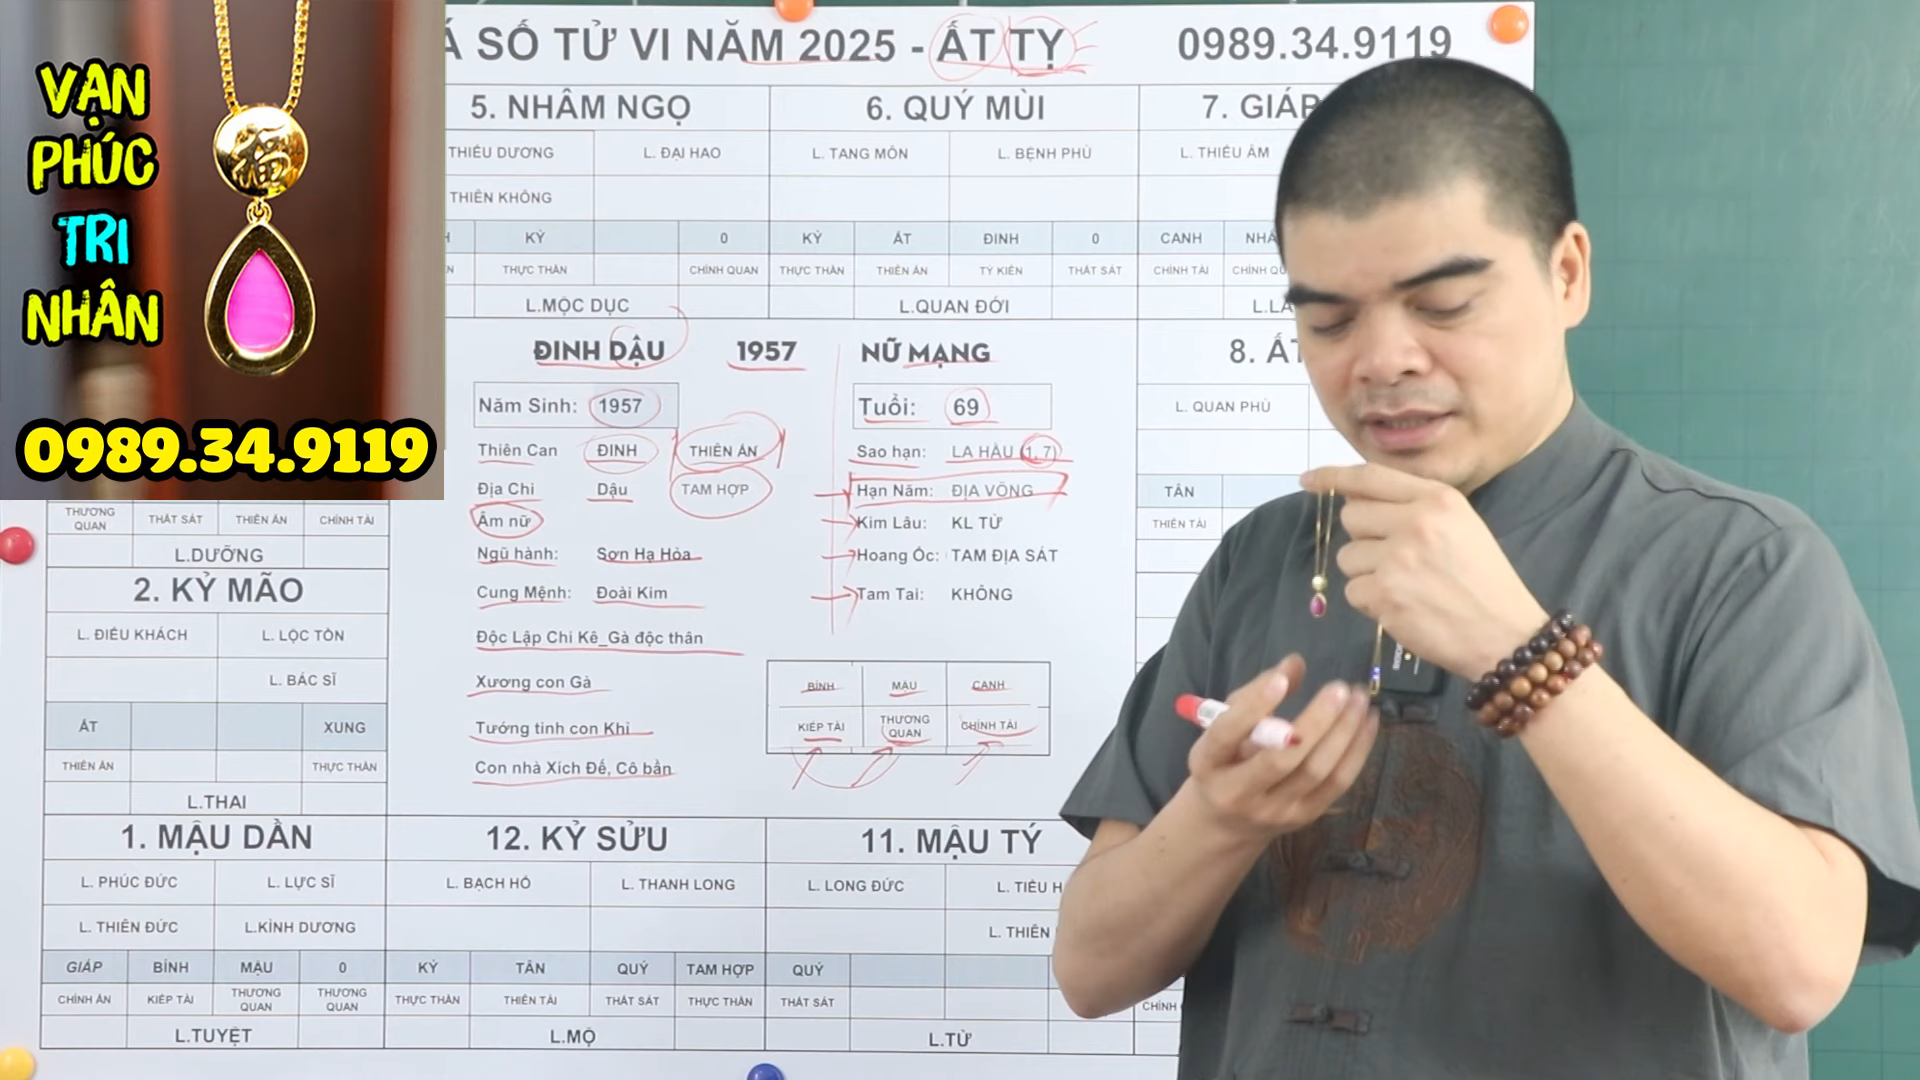 VẠN
PHÚC
TRI
NHÂN
0989.34.9119
Á SỐ TỬ VI NĂM 2025 - ẤT TỴ
0989.34.9119
5. NHÂM NGỌ
THIẾU DƯƠNG
L. ĐẠI HAO
THIÊN KHÔNG
KỶ
0
THỰC THẦN
CHÍNH QUAN
L.MỘC DỤC
6. QUÝ MÙI
L. TANG MÔN
L. BỆNH PHÙ
KỶ
ẤT
ĐINH
0
THỰC THẦN
THIÊN ẤN
TỶ KIÊN
THẤT SÁT
L.QUAN ĐỚI
7. GIÁP
L. THIẾU ÂM
CANH
NHÂ
CHÍNH TÀI
CHÍNH QU
L.LÂ
ĐINH DẬU
1957
NỮ MẠNG
Năm Sinh: 1957
Tuổi: 69
Thiên Can ĐINH THIÊN ẤN
Sao hạn: LA HẦU (1, 7)
Địa Chi Dậu TAM HỢP
Hạn Năm: ĐỊA VÕNG
Âm nữ
Kim Lâu: KL TỬ
Ngũ hành: Sơn Hạ Hỏa
Hoang Ốc: TAM ĐỊA SÁT
Cung Mệnh: Đoài Kim
Tam Tai: KHÔNG
Độc Lập Chi Kê_Gà độc thân
Xương con Gà
Tướng tinh con Khỉ
Con nhà Xích Đế, Cô bần
BÍNH
MẬU
CANH
KIẾP TÀI
THƯƠNG
QUAN
CHÍNH TÀI
8. ẤT
L. QUAN PHÙ
TÂN
THIÊN TÀI
THƯƠNG
QUAN
THẤT SÁT
THIÊN ẤN
CHÍNH TÀI
L.DƯỠNG
2. KỶ MÃO
L. ĐIẾU KHÁCH
L. LỘC TỒN
L. BÁC SĨ
ẤT
XUNG
THIÊN ẤN
THỰC THẦN
L.THAI
1. MẬU DẦN
L. PHÚC ĐỨC
L. LỰC SĨ
L. THIÊN ĐỨC
L.KÌNH DƯƠNG
GIÁP
BÍNH
MẬU
0
CHÍNH ẤN
KIẾP TÀI
THƯƠNG
QUAN
THƯƠNG
QUAN
L.TUYỆT
12. KỶ SỬU
L. BẠCH HỔ
L. THANH LONG
KỶ
TÂN
QUÝ
TAM HỢP
THỰC THẦN
THIÊN TÀI
THẤT SÁT
THỰC THẦN
L.MỘ
11. MẬU TÝ
L. LONG ĐỨC
L. TIỂU H
L. THIÊN
QUÝ
THẤT SÁT
CHÍNH
L.TỬ